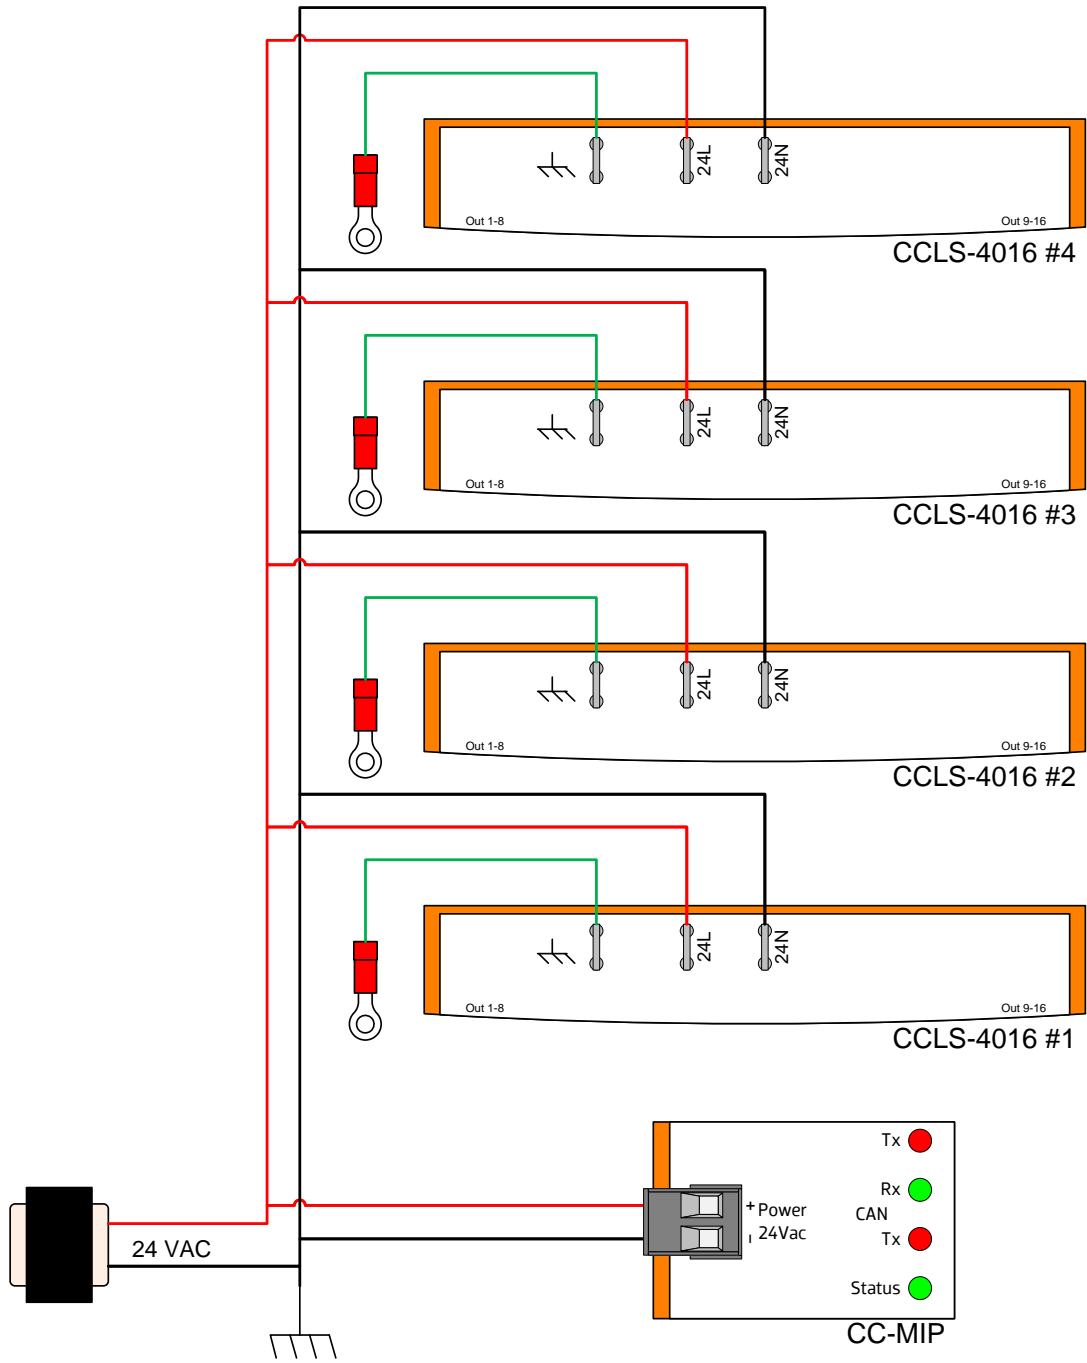 24L
24N
Out 1-8
Out 9-16
CCLS-4016 #4
24L
24N
Out 1-8
Out 9-16
CCLS-4016 #3
24L
24N
Out 1-8
Out 9-16
CCLS-4016 #2
24L
24N
Out 1-8
Out 9-16
CCLS-4016 #1
24 VAC
+ Power
- 24Vac
Tx
Rx
CAN
Tx
Status
CC-MIP